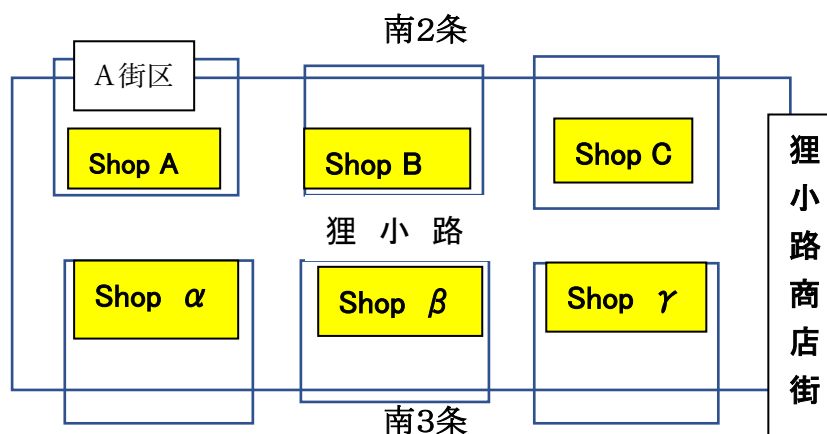 南2条
A街区
Shop A
Shop B
Shop C
狸 小 路
Shop α
Shop β
Shop γ
南3条
狸小路商店街